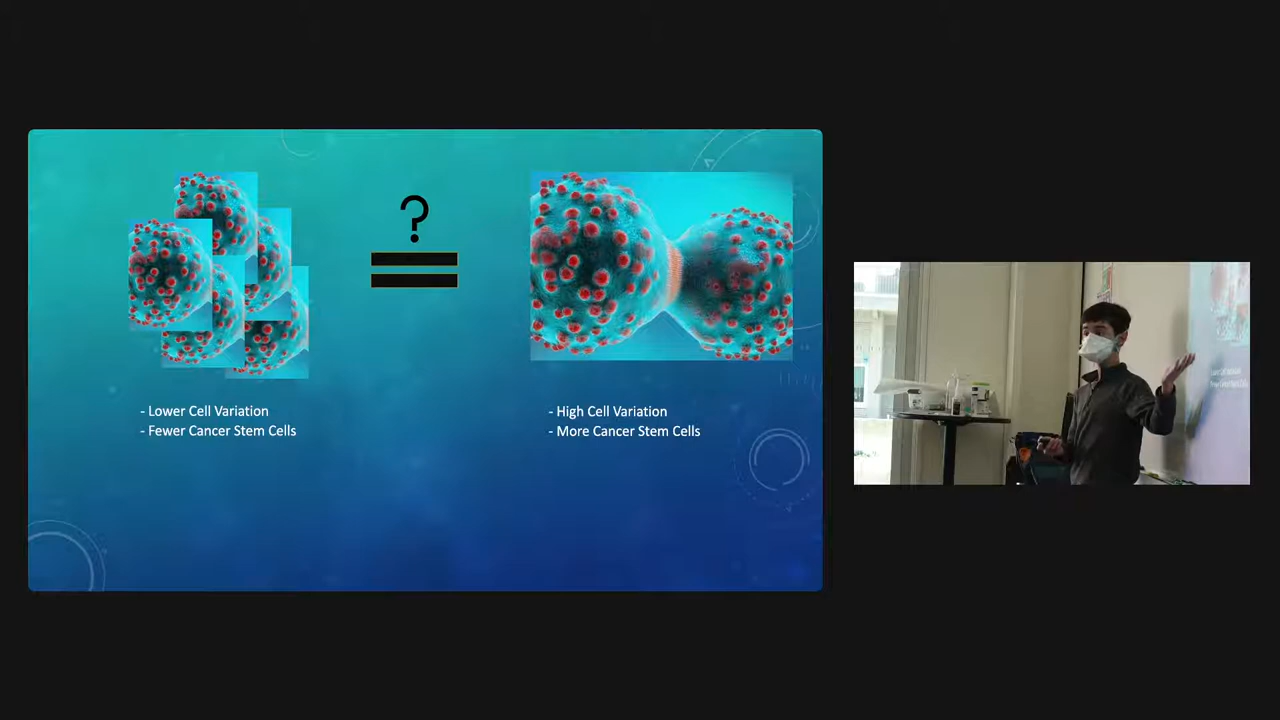 ?
- Lower Cell Variation
- Fewer Cancer Stem Cells
- High Cell Variation
- More Cancer Stem Cells